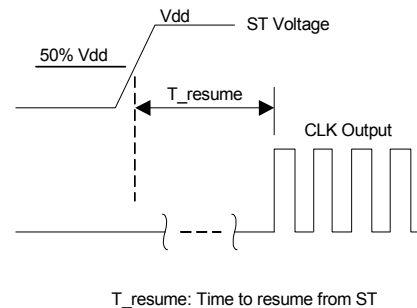 Vdd
ST Voltage
50% Vdd
T_resume
CLK Output
T_resume: Time to resume from ST